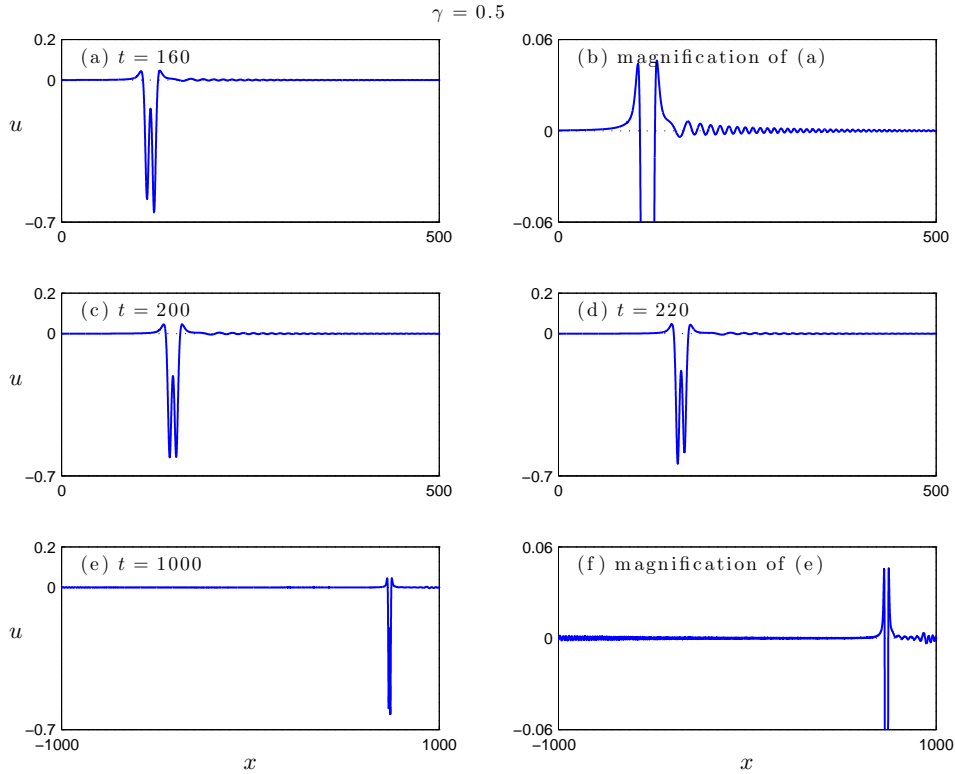 γ = 0.5
(a) t = 160
0.2
0
−0.7
u
0
500
(b) magnification of (a)
0.06
0
−0.06
0
500
(c) t = 200
0.2
0
−0.7
u
0
500
(d) t = 220
0.2
0
−0.7
0
500
(e) t = 1000
0.2
0
−0.7
u
−1000
1000
x
(f) magnification of (e)
0.06
0
−0.06
−1000
1000
x